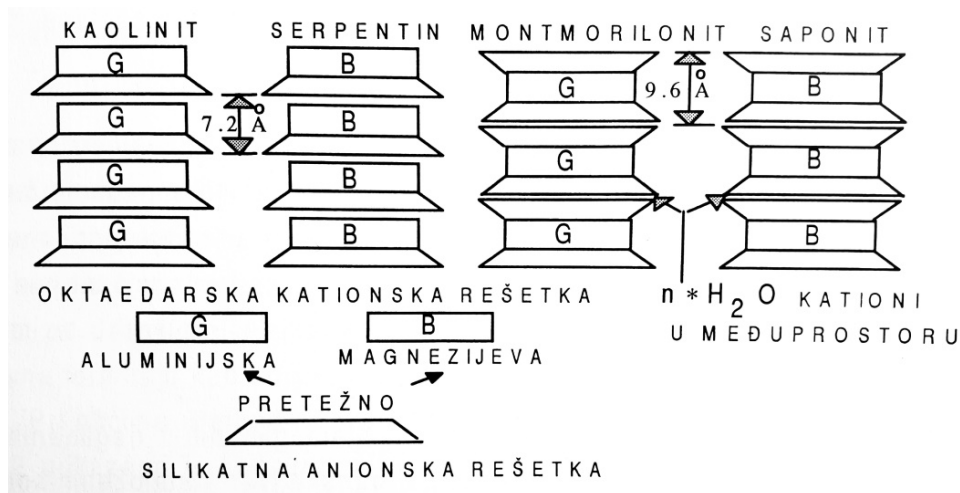 KAOLINIT SERPENTIN MONTMORILONIT SAPONIT
G B G B
7.2 Å 9.6 Å
G B G B
G B G B
G B
OKTAEDARSKA KATIONSKA REŠETKA
n*H2O KATIONI
U MEĐUPROSTORU
G B
ALUMINIJSKA MAGNEZIJEVA
PRETEŽNO
SILIKATNA ANIONSKA REŠETKA